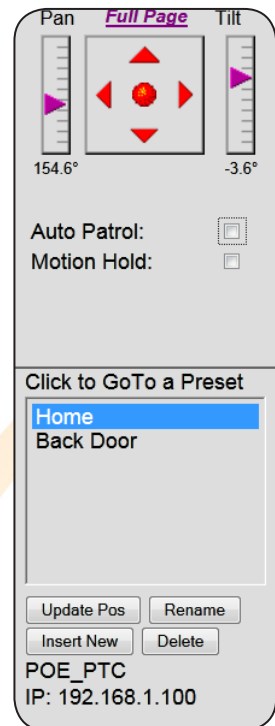 Pan Full Page Tilt
154.6° -3.6°
Auto Patrol:
Motion Hold:
Click to GoTo a Preset
Home
Back Door
Update Pos Rename
Insert New Delete
POE_PTC
IP: 192.168.1.100